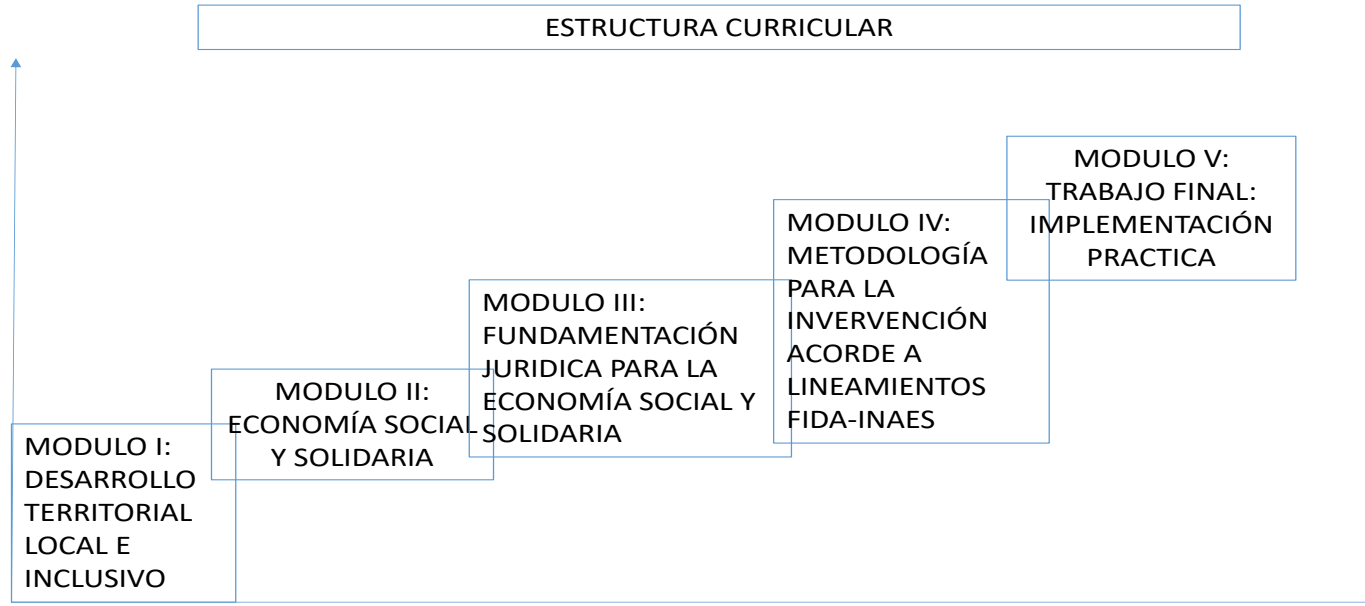 ESTRUCTURA CURRICULAR
MODULO I:
DESARROLLO
TERRITORIAL
LOCAL E
INCLUSIVO
MODULO II:
ECONOMÍA SOCIAL
Y SOLIDARIA
MODULO III:
FUNDAMENTACIÓN
JURIDICA PARA LA
ECONOMÍA SOCIAL Y
SOLIDARIA
MODULO IV:
METODOLOGÍA
PARA LA
INVERVENCIÓN
ACORDE A
LINEAMIENTOS
FIDA-INAES
MODULO V:
TRABAJO FINAL:
IMPLEMENTACIÓN
PRACTICA